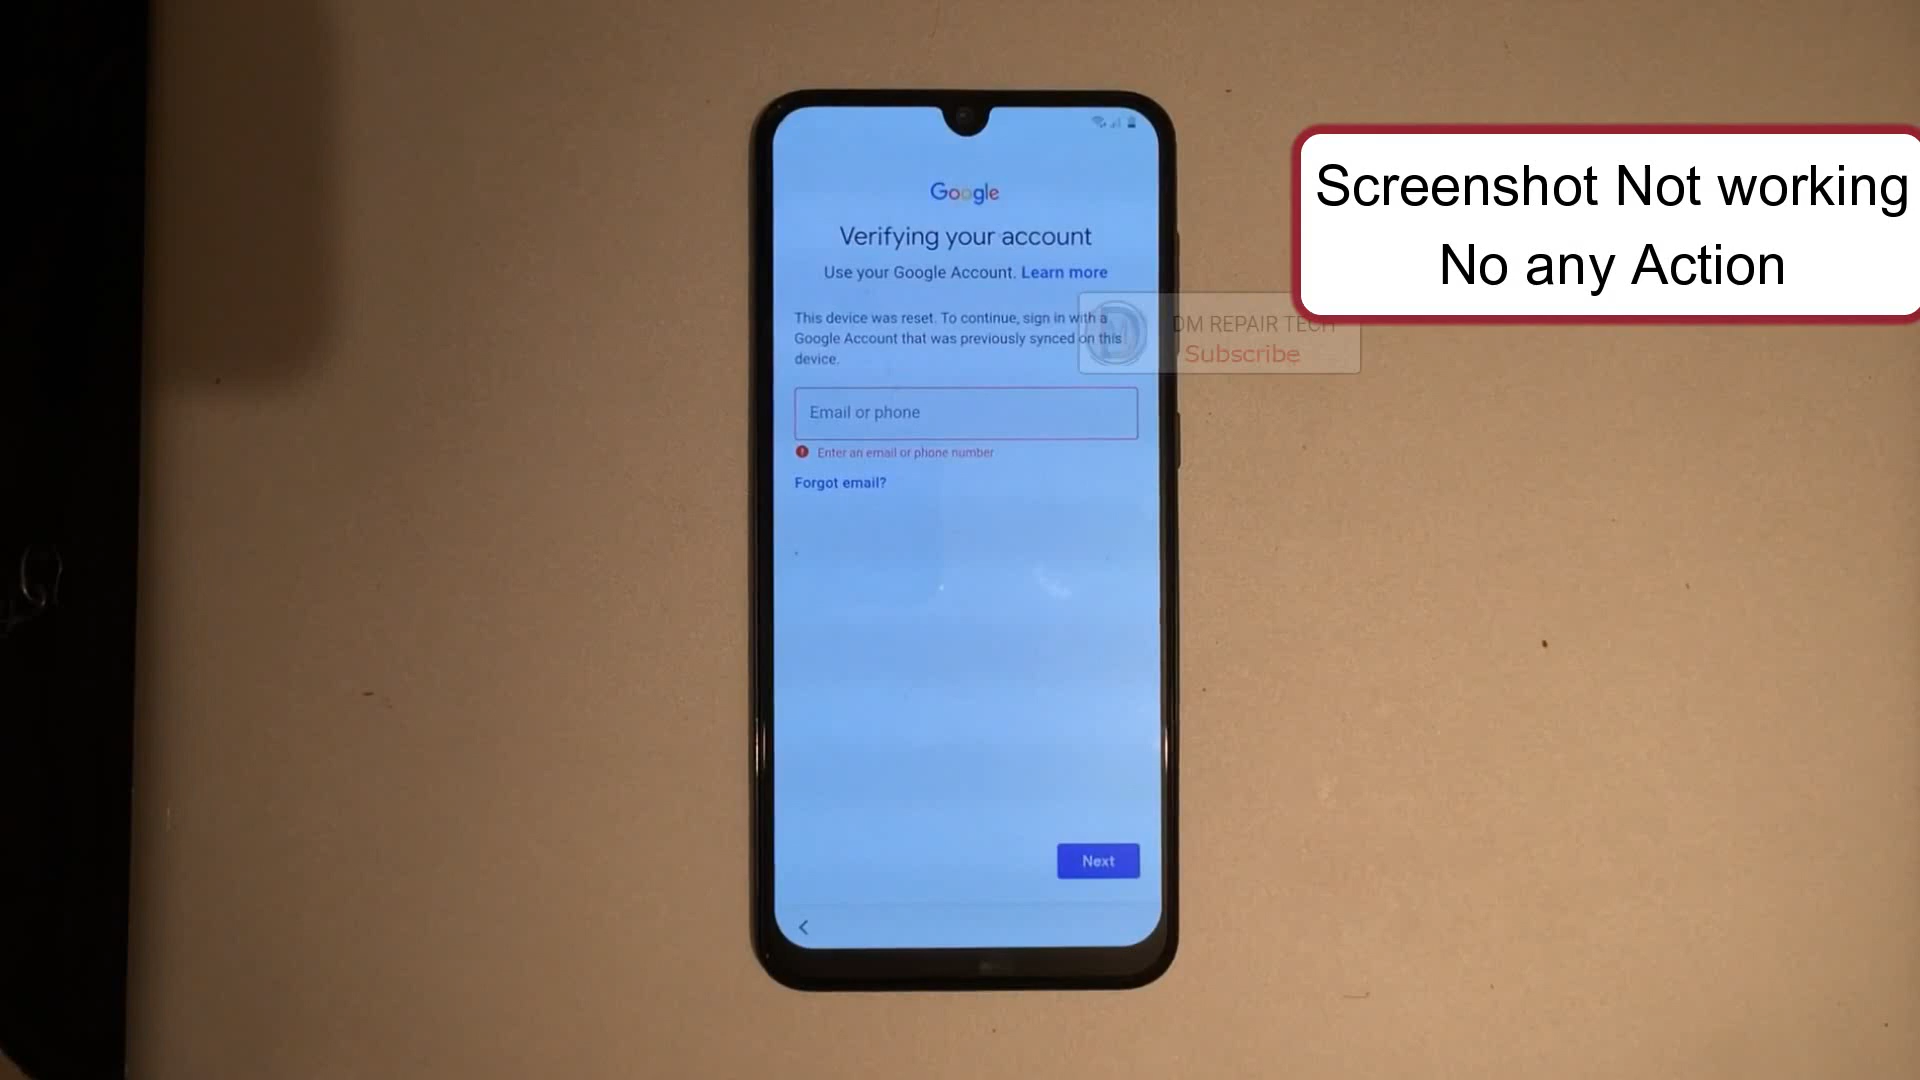 Google
Verifying your account
Use your Google Account. Learn more
This device was reset. To continue, sign in with a
Google Account that was previously synced on this
device.
Email or phone
Enter an email or phone number
Forgot email?
Next
Screenshot Not working
No any Action
DM REPAIR TECH
Subscribe